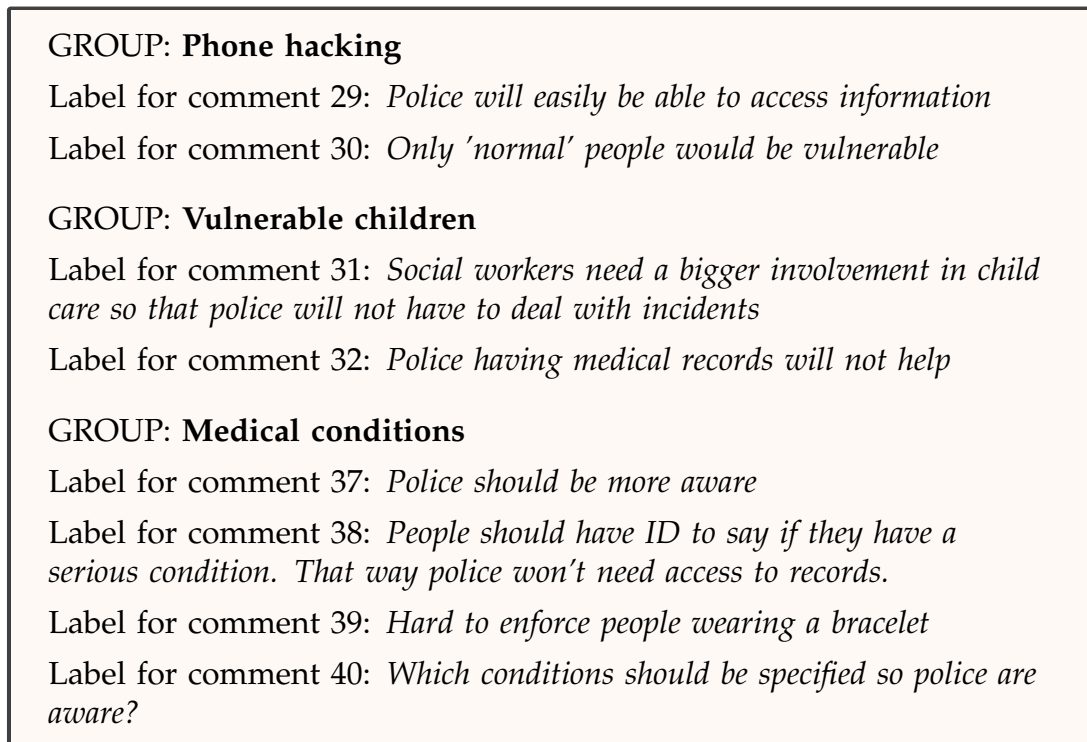 GROUP: Phone hacking
Label for comment 29: Police will easily be able to access information
Label for comment 30: Only ’normal’ people would be vulnerable
GROUP: Vulnerable children
Label for comment 31: Social workers need a bigger involvement in child
care so that police will not have to deal with incidents
Label for comment 32: Police having medical records will not help
GROUP: Medical conditions
Label for comment 37: Police should be more aware
Label for comment 38: People should have ID to say if they have a
serious condition. That way police won’t need access to records.
Label for comment 39: Hard to enforce people wearing a bracelet
Label for comment 40: Which conditions should be specified so police are
aware?